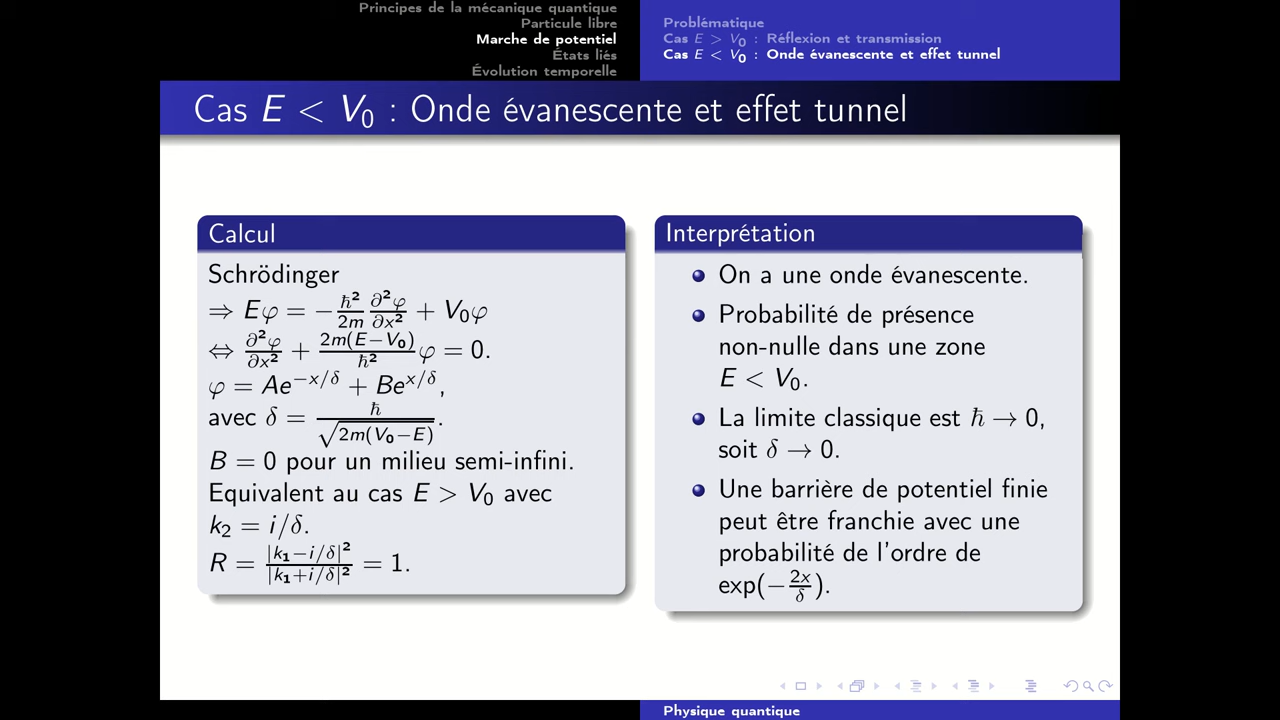 Principes de la mécanique quantique
Particule libre
Marche de potentiel
États liés
Évolution temporelle
Problématique
Cas E > V₀ : Réflexion et transmission
Cas E < V₀ : Onde évanescente et effet tunnel
Cas E < V₀ : Onde évanescente et effet tunnel
Calcul
Schrödinger
⇒ Eφ = −ħ²/2m ∂²φ/∂x² + V₀φ
⇔ ∂²φ/∂x² + 2m(E−V₀)/ħ² φ = 0.
φ = Ae^{−x/δ} + Be^{x/δ},
avec δ = ħ/√(2m(V₀−E)).
B = 0 pour un milieu semi-infini.
Equivalent au cas E > V₀ avec
k₂ = i/δ.
R = |k₁−i/δ|²/|k₁+i/δ|² = 1.
Interprétation
On a une onde évanescente.
Probabilité de présence
non-nulle dans une zone
E < V₀.
La limite classique est ħ → 0,
soit δ → 0.
Une barrière de potentiel finie
peut être franchie avec une
probabilité de l'ordre de
exp(−2x/δ).
Physique quantique